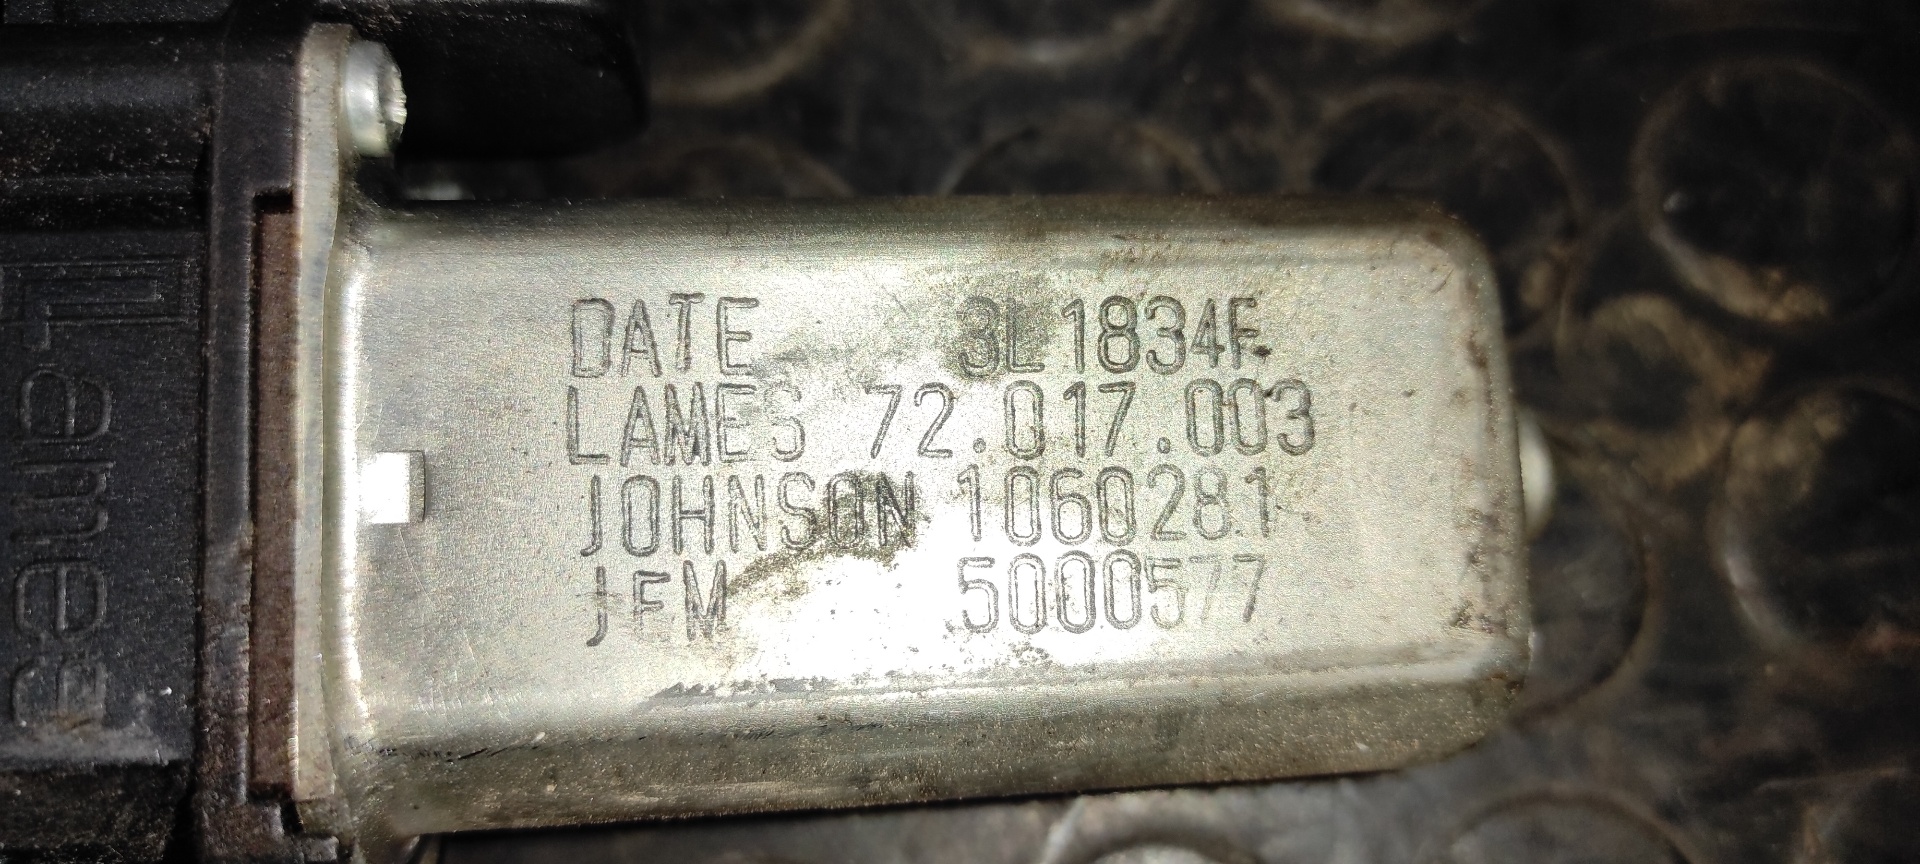 DATE 3L1834F
LAMES 72.017.003
JOHNSON 1060281
JFM 5000577
Lames